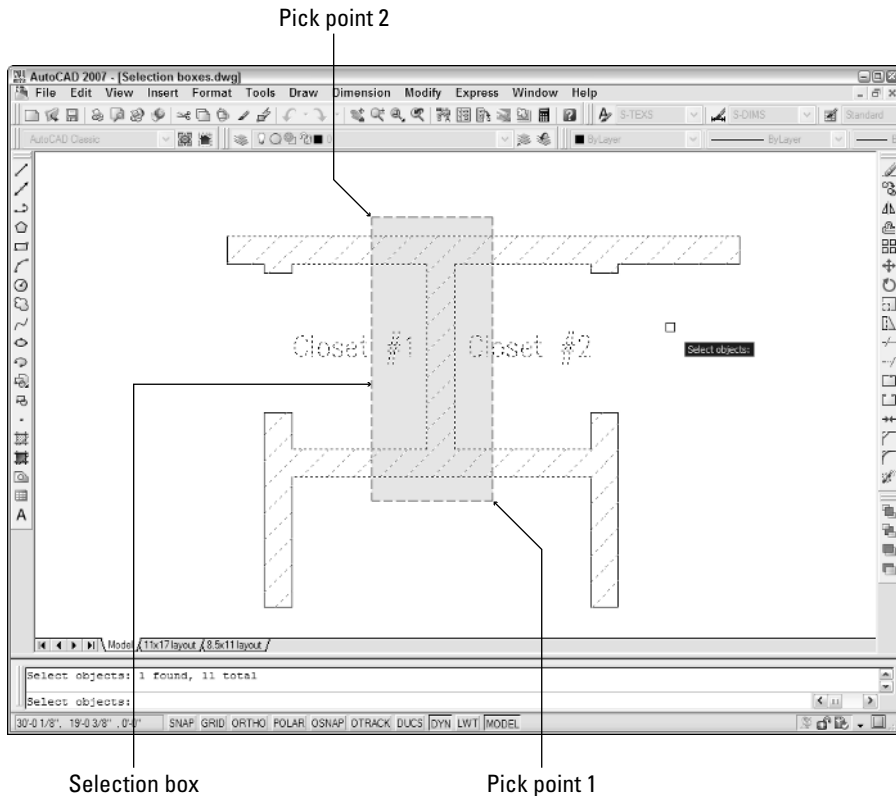 Pick point 2
AutoCAD 2007 - [Selection boxes.dwg]
File Edit View Insert Format Tools Draw Dimension Modify Express Window Help
S-TEXS S-DIMS Standard
AutoCAD Classic 0 ByLayer ByLayer
Closet #1 Closet #2
Select objects:
A
Model 11x17 layout 8.5x11 layout
Select objects: 1 found, 11 total
Select objects:
30'-0 1/8", 19'-0 3/8" , 0'-0" SNAP GRID ORTHO POLAR OSNAP OTRACK DUCS DYN LWT MODEL
Selection box Pick point 1